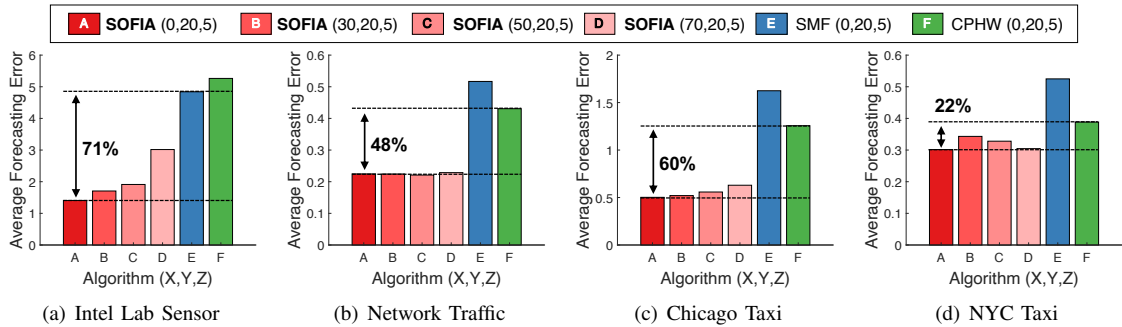 A SOFIA (0,20,5) B SOFIA (30,20,5) C SOFIA (50,20,5) D SOFIA (70,20,5) E SMF (0,20,5) F CPHW (0,20,5)
Average Forecasting Error
6
5
4
3
2
1
0
71%
A B C D E F
Algorithm (X,Y,Z)
(a) Intel Lab Sensor
Average Forecasting Error
0.6
0.5
0.4
0.3
0.2
0.1
0
48%
A B C D E F
Algorithm (X,Y,Z)
(b) Network Traffic
Average Forecasting Error
2
1.5
1
0.5
0
60%
A B C D E F
Algorithm (X,Y,Z)
(c) Chicago Taxi
Average Forecasting Error
0.6
0.5
0.4
0.3
0.2
0.1
0
22%
A B C D E F
Algorithm (X,Y,Z)
(d) NYC Taxi